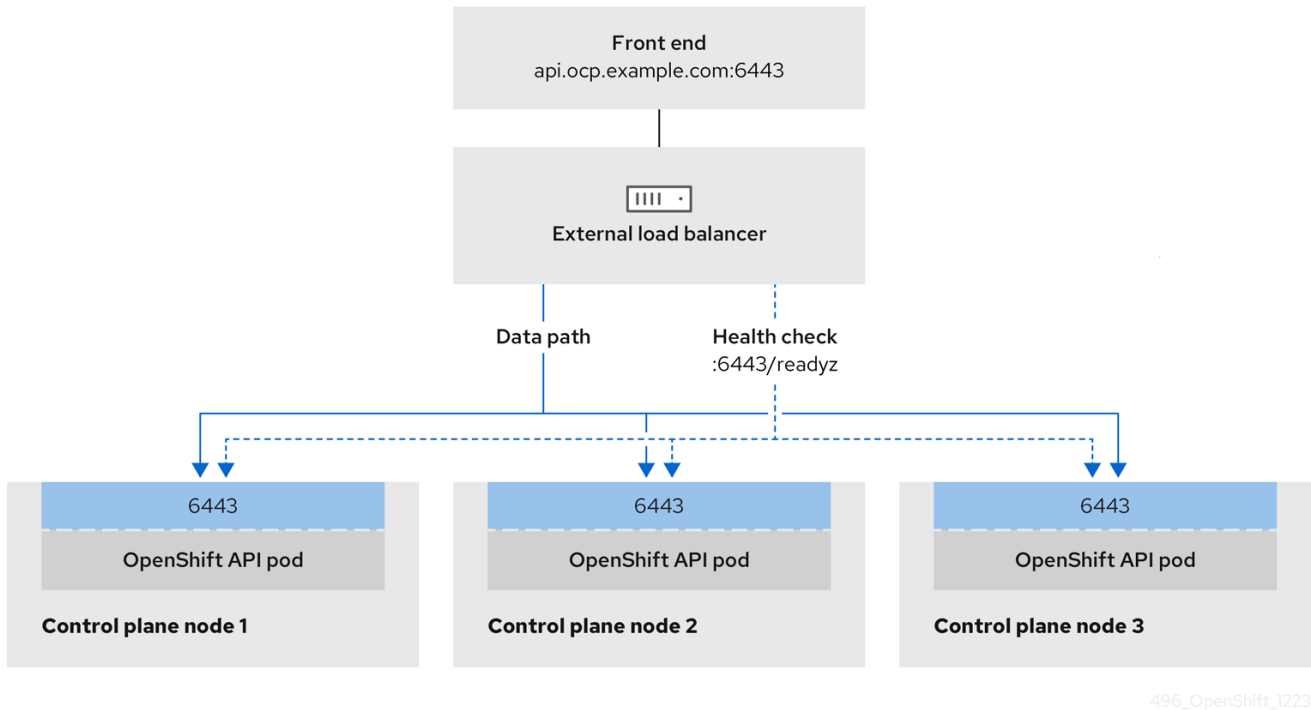 Front end
api.ocp.example.com:6443
External load balancer
Data path
Health check
:6443/readyz
6443
6443
6443
OpenShift API pod
OpenShift API pod
OpenShift API pod
Control plane node 1
Control plane node 2
Control plane node 3
496_OpenShift_1223